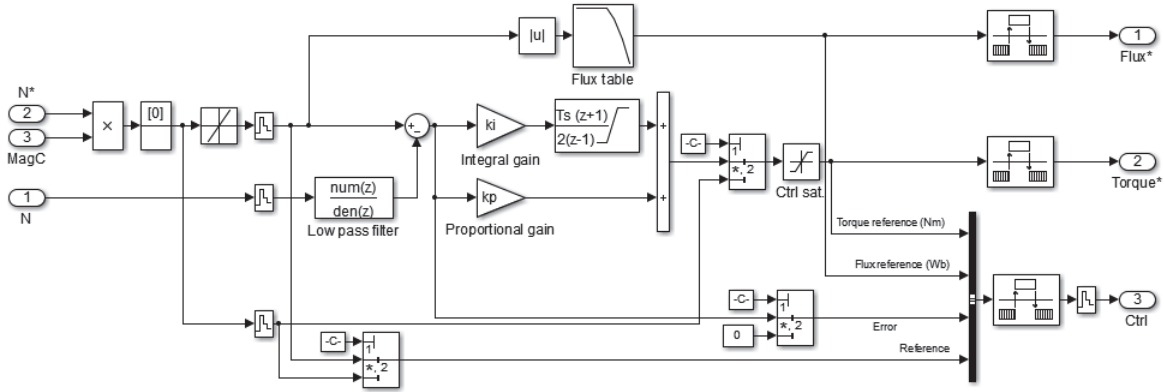 N*
2
3
MagC
1
N
×
[0]
|u|
Flux table
1
Flux*
+
-
ki
Integral gain
Ts (z+1)
2(z-1)
kp
Proportional gain
num(z)
den(z)
Low pass filter
+
+
-C-
1
*, 2
Ctrl sat.
2
Torque*
Torque reference (Nm)
Flux reference (Wb)
-C-
1
*, 2
0
Error
3
Ctrl
-C-
1
*, 2
Reference